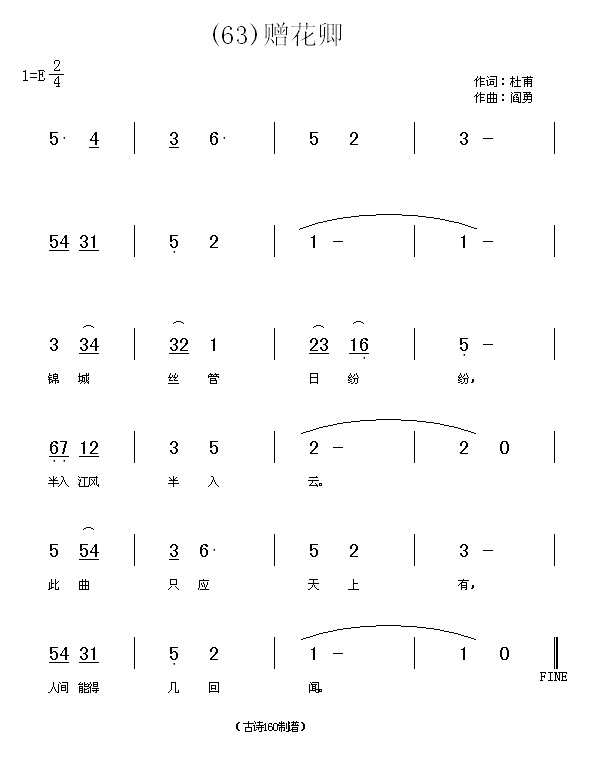 (63)赠花卿
1=E 2/4
作词：杜甫
作曲：阎勇
5· 4 | 3 6· | 5 2 | 3 - |
54 31 | 5 2 | 1 - | 1 - |
3 34 | 32 1 | 23 16 | 5 - |
锦 城 丝 管 日 纷 纷,
67 12 | 3 5 | 2 - | 2 0 |
半入 江风 半 入 云。
5 54 | 3 6· | 5 2 | 3 - |
此 曲 只 应 天 上 有,
54 31 | 5 2 | 1 - | 1 0 ‖
FINE
人间 能得 几 回 闻。
(古诗160制谱)